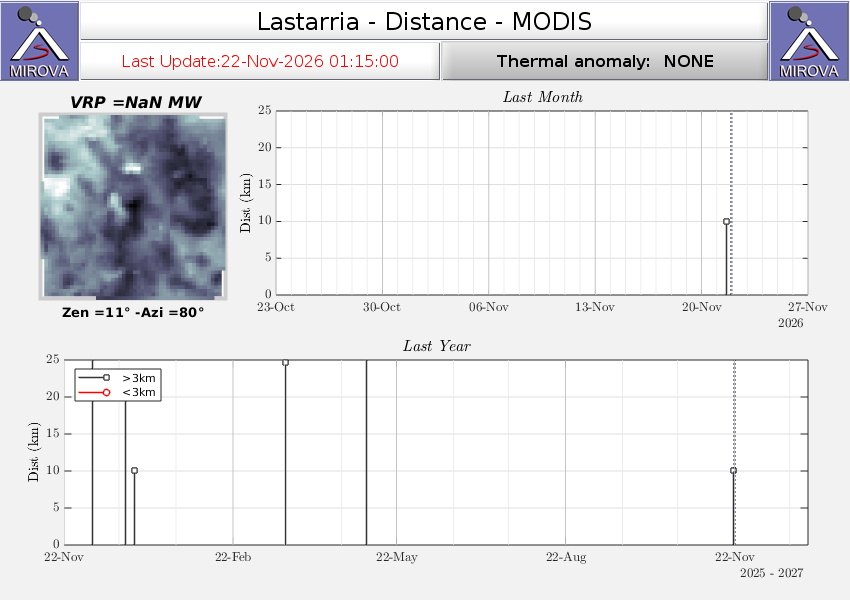 Lastarria - Distance - MODIS
MIROVA
Last Update:22-Nov-2026 01:15:00
Thermal anomaly: NONE
MIROVA
VRP =NaN MW
Zen =11° -Azi =80°
Last Month
Dist (km)
25
20
15
10
5
0
23-Oct 30-Oct 06-Nov 13-Nov 20-Nov 27-Nov
2026
Last Year
Dist (km)
25
20
15
10
5
0
>3km
<3km
22-Nov 22-Feb 22-May 22-Aug 22-Nov
2025 - 2027